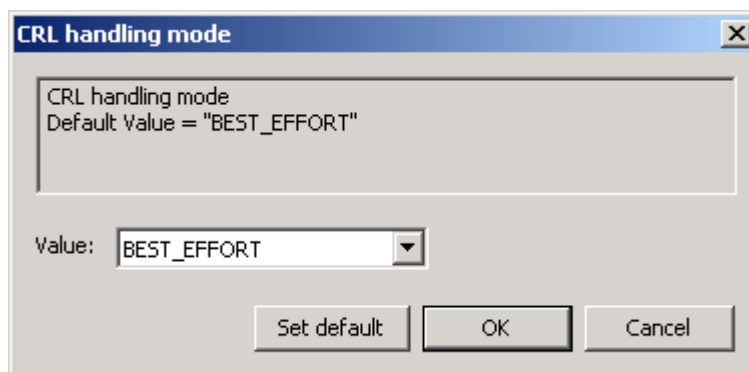 CRL handling mode
CRL handling mode
Default Value = "BEST_EFFORT"
Value: BEST_EFFORT
Set default OK Cancel